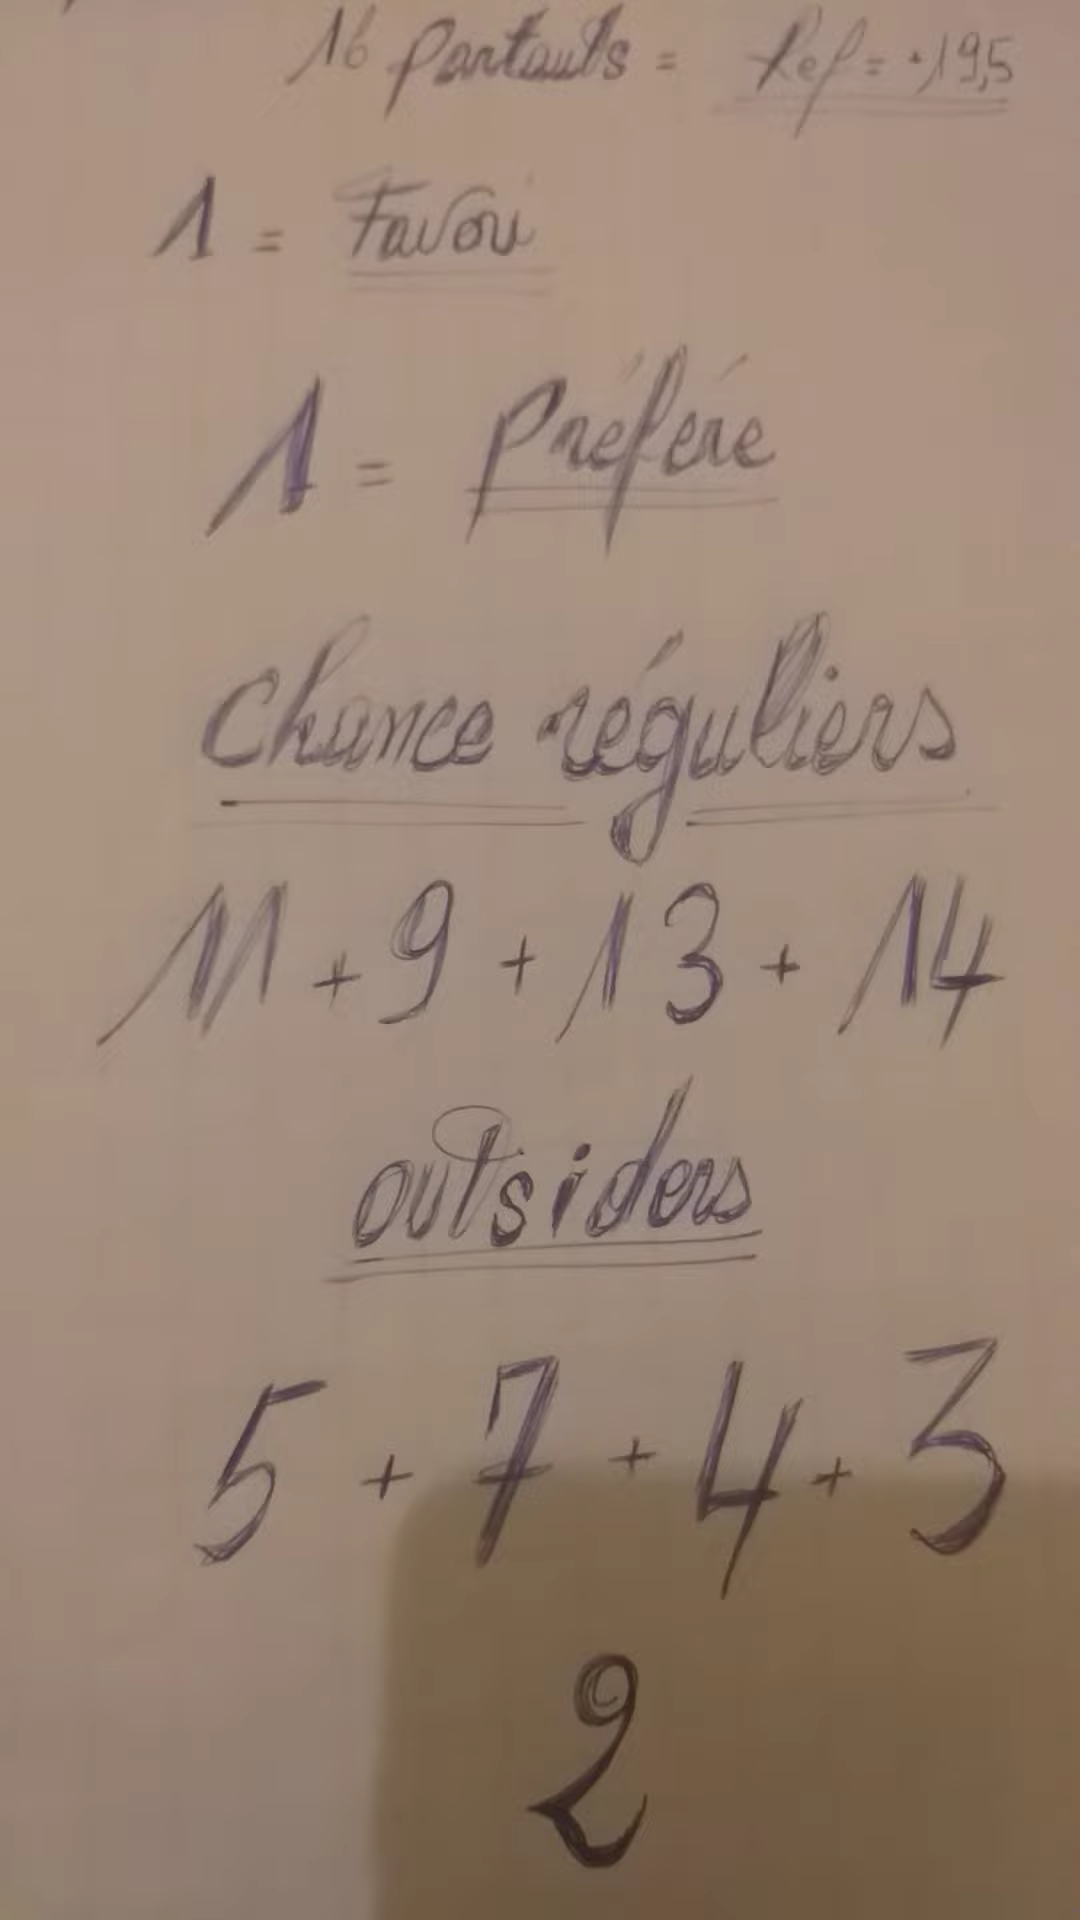 16 Partants = Ref = +19,5
1 = Favori
1 = Préféré
Chance réguliers
11 + 9 + 13 + 14
outsiders
5 + 7 + 4 + 3
2